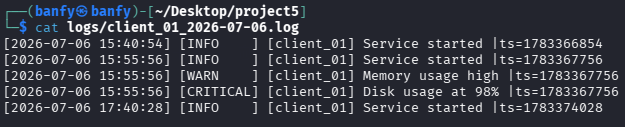 ┌──(banfy㉿banfy)-[~/Desktop/project5]
└─$ cat logs/client_01_2026-07-06.log
[2026-07-06 15:40:54] [INFO    ] [client_01] Service started |ts=1783366854
[2026-07-06 15:55:56] [INFO    ] [client_01] Service started |ts=1783367756
[2026-07-06 15:55:56] [WARN    ] [client_01] Memory usage high |ts=1783367756
[2026-07-06 15:55:56] [CRITICAL] [client_01] Disk usage at 98% |ts=1783367756
[2026-07-06 17:40:28] [INFO    ] [client_01] Service started |ts=1783374028